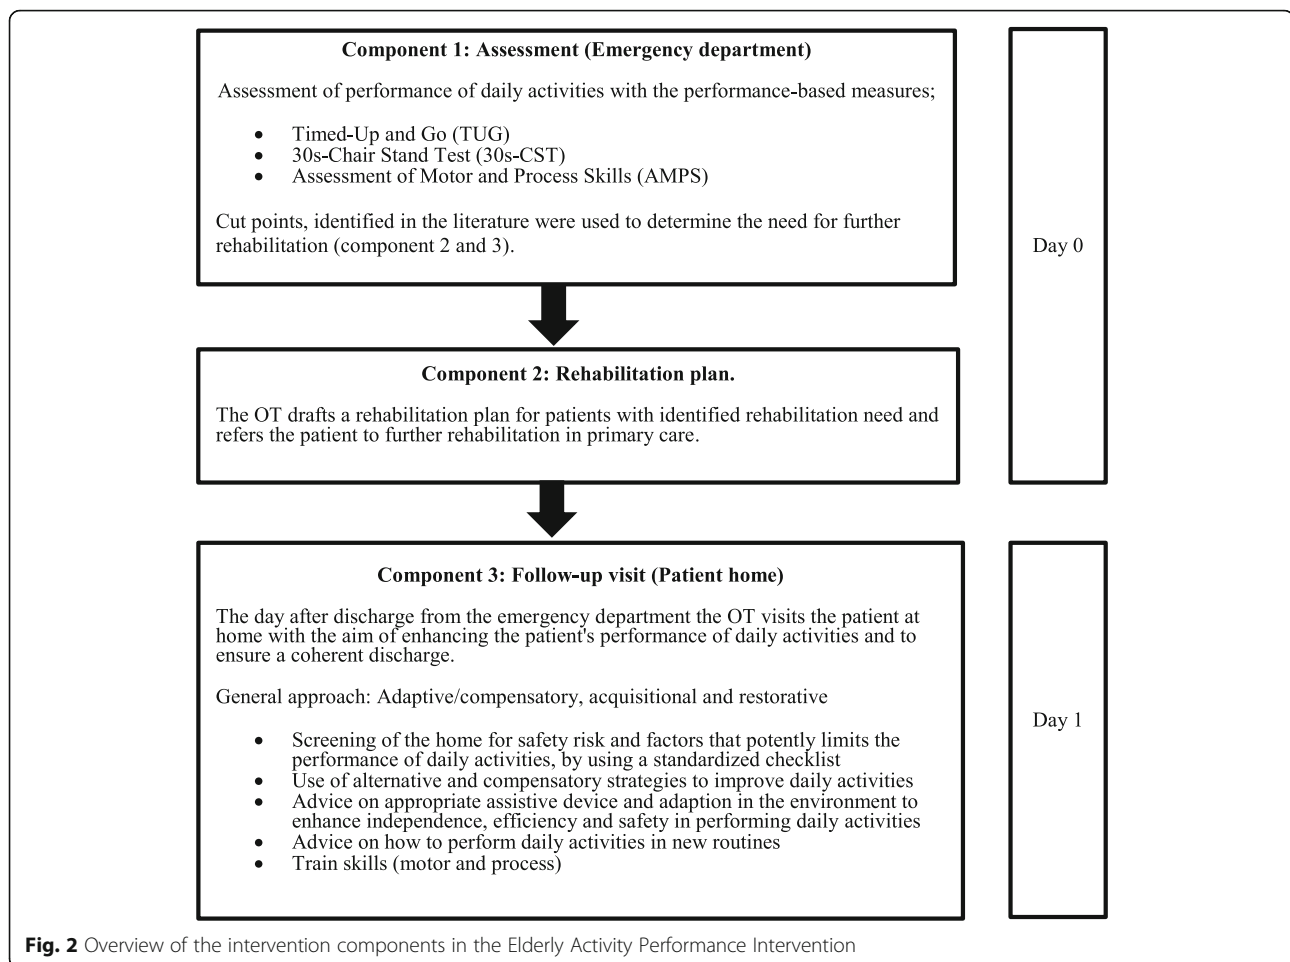 Component 1: Assessment (Emergency department)
Assessment of performance of daily activities with the performance-based measures;
• Timed-Up and Go (TUG)
• 30s-Chair Stand Test (30s-CST)
• Assessment of Motor and Process Skills (AMPS)
Cut points, identified in the literature were used to determine the need for further
rehabilitation (component 2 and 3).
Day 0
Component 2: Rehabilitation plan.
The OT drafts a rehabilitation plan for patients with identified rehabilitation need and
refers the patient to further rehabilitation in primary care.
Component 3: Follow-up visit (Patient home)
The day after discharge from the emergency department the OT visits the patient at
home with the aim of enhancing the patient's performance of daily activities and to
ensure a coherent discharge.
General approach: Adaptive/compensatory, acquisitional and restorative
• Screening of the home for safety risk and factors that potently limits the
performance of daily activities, by using a standardized checklist
• Use of alternative and compensatory strategies to improve daily activities
• Advice on appropriate assistive device and adaption in the environment to
enhance independence, efficiency and safety in performing daily activities
• Advice on how to perform daily activities in new routines
• Train skills (motor and process)
Day 1
Fig. 2 Overview of the intervention components in the Elderly Activity Performance Intervention